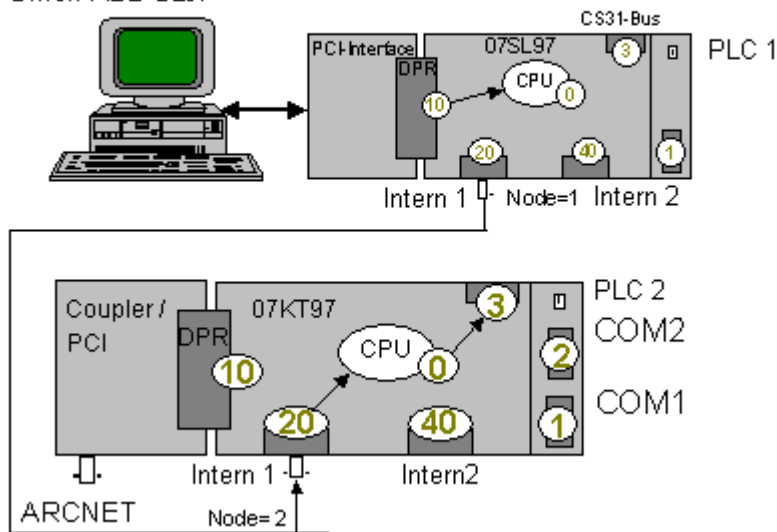 CS31-Bus
PCI-Interface
07SL97
PLC 1
DPR
CPU
3
10
0
20
40
1
Intern 1
Node=1
Intern 2
Coupler /
PCI
07KT97
PLC 2
COM2
DPR
CPU
3
2
10
0
COM1
20
40
1
Intern 1
Intern2
ARCNET
Node=2